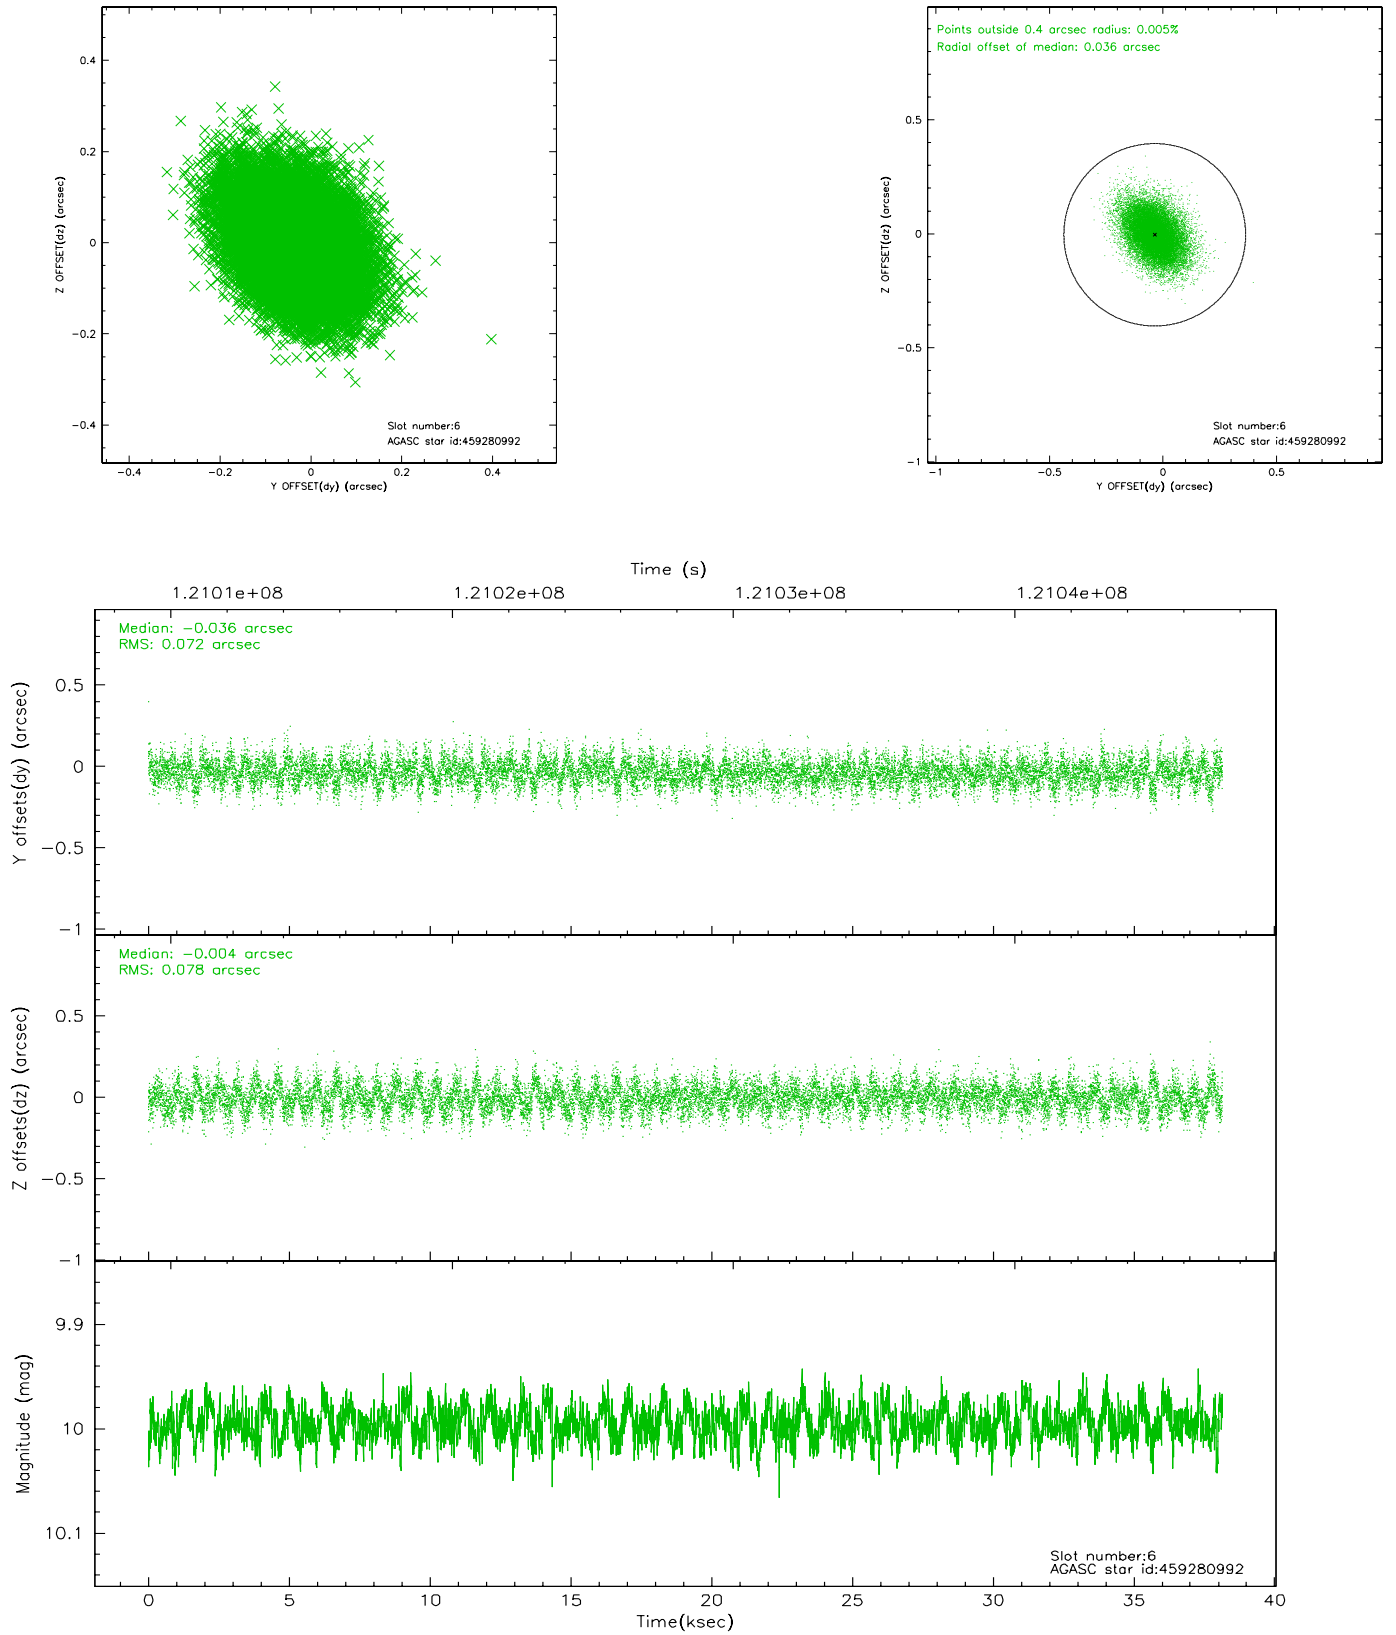 0.4
0.2
0
−0.2
−0.4
Z OFFSET(dz) (arcsec)
Slot number:6
AGASC star id:459280992
−0.4 −0.2 0 0.2 0.4
Y OFFSET(dy) (arcsec)
Points outside 0.4 arcsec radius: 0.005%
Radial offset of median: 0.036 arcsec
0.5
0
−0.5
−1
Z OFFSET(dz) (arcsec)
Slot number:6
AGASC star id:459280992
−1 −0.5 0 0.5
Y OFFSET(dy) (arcsec)
Time (s)
1.2101e+08 1.2102e+08 1.2103e+08 1.2104e+08
Median: −0.036 arcsec
RMS: 0.072 arcsec
0.5
0
−0.5
−1
Y offsets(dy) (arcsec)
Median: −0.004 arcsec
RMS: 0.078 arcsec
0.5
0
−0.5
−1
Z offsets(dz) (arcsec)
9.9
10
10.1
Magnitude (mag)
Slot number:6
AGASC star id:459280992
0 5 10 15 20 25 30 35 40
Time(ksec)